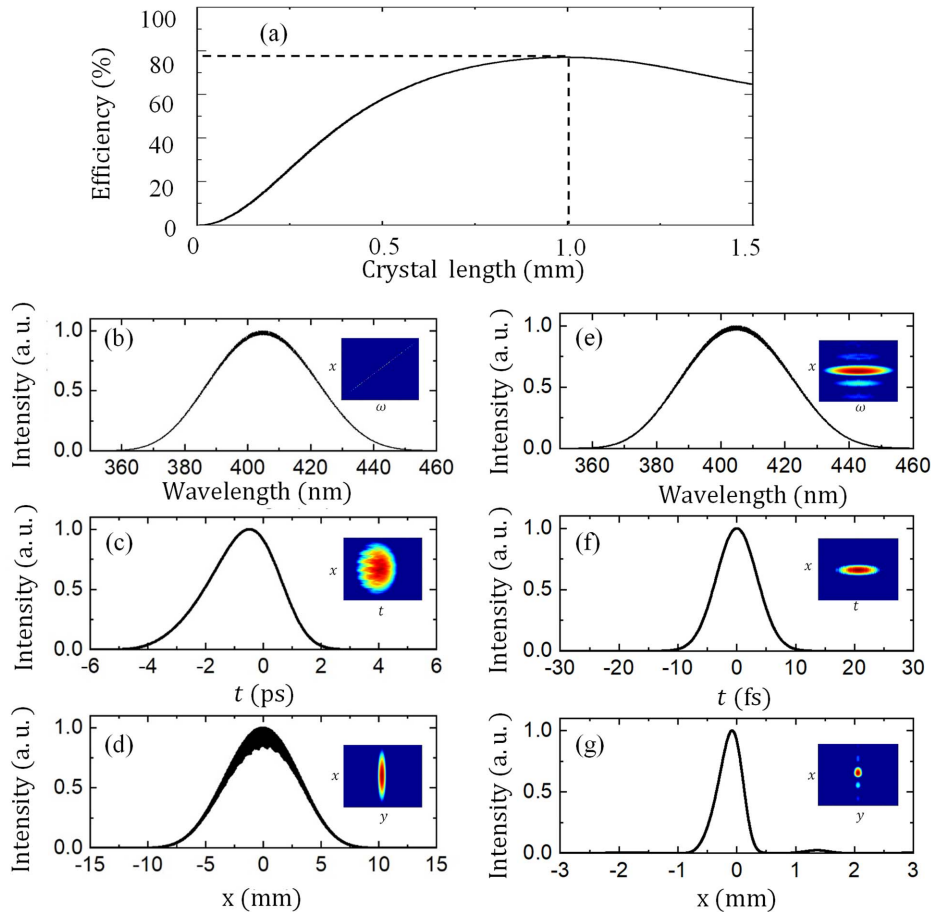 (a)
Efficiency (%)
100
80
60
40
20
0
0 0.5 1.0 1.5
Crystal length (mm)
(b)
Intensity (a. u.)
1.0
0.5
0.0
x
ω
360 380 400 420 440 460
Wavelength (nm)
(e)
Intensity (a. u.)
1.0
0.5
0.0
x
ω
360 380 400 420 440 460
Wavelength (nm)
(c)
Intensity (a. u.)
1.0
0.5
0.0
x
t
-6 -4 -2 0 2 4 6
t (ps)
(f)
Intensity (a. u.)
1.0
0.5
0.0
x
t
-30 -20 -10 0 10 20 30
t (fs)
(d)
Intensity (a. u.)
1.0
0.5
0.0
x
y
-15 -10 -5 0 5 10 15
x (mm)
(g)
Intensity (a. u.)
1.0
0.5
0.0
x
y
-3 -2 -1 0 1 2 3
x (mm)